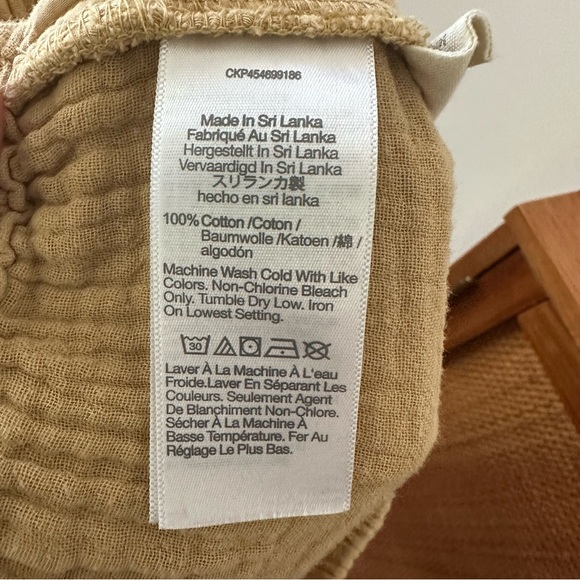 CKP454699186
Made In Sri Lanka
Fabriqué Au Sri Lanka
Hergestellt In Sri Lanka
Vervaardigd In Sri Lanka
スリランカ製
hecho en sri lanka
100% Cotton /Coton /
Baumwolle /Katoen /綿 /
algodón
Machine Wash Cold With Like
Colors. Non-Chlorine Bleach
Only. Tumble Dry Low. Iron
On Lowest Setting.
30
Laver À La Machine À L'eau
Froide.Laver En Séparant Les
Couleurs. Seulement Agent
De Blanchiment Non-Chlore.
Sécher À La Machine À
Basse Température. Fer Au
Réglage Le Plus Bas.